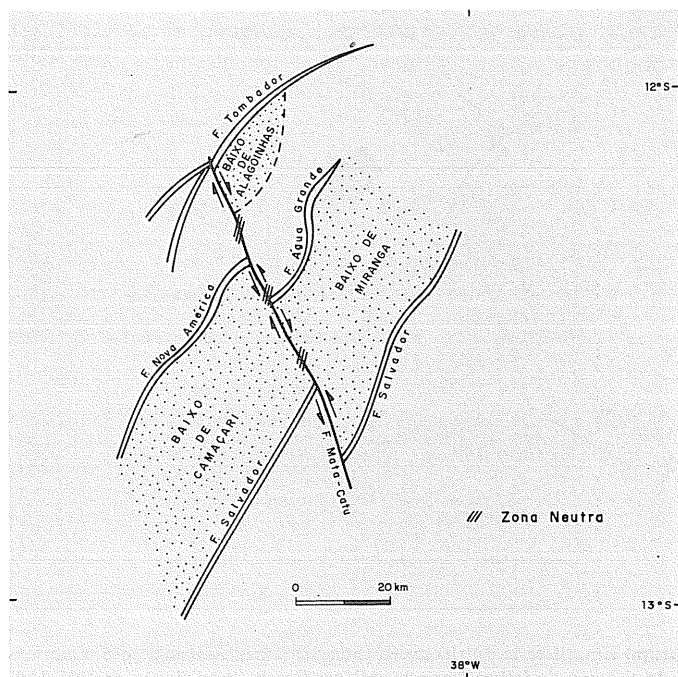 12°S
F. Tombador
BAIXO
DE
ALAGOINHAS
F. Agua Grande
BAIXO DE
MIRANGA
F. Nova América
F. Salvador
BAIXO
DE
CAMAÇARI
F. Salvador
F. Mata-Catu
Zona Neutra
0
20 km
13°S
38°W